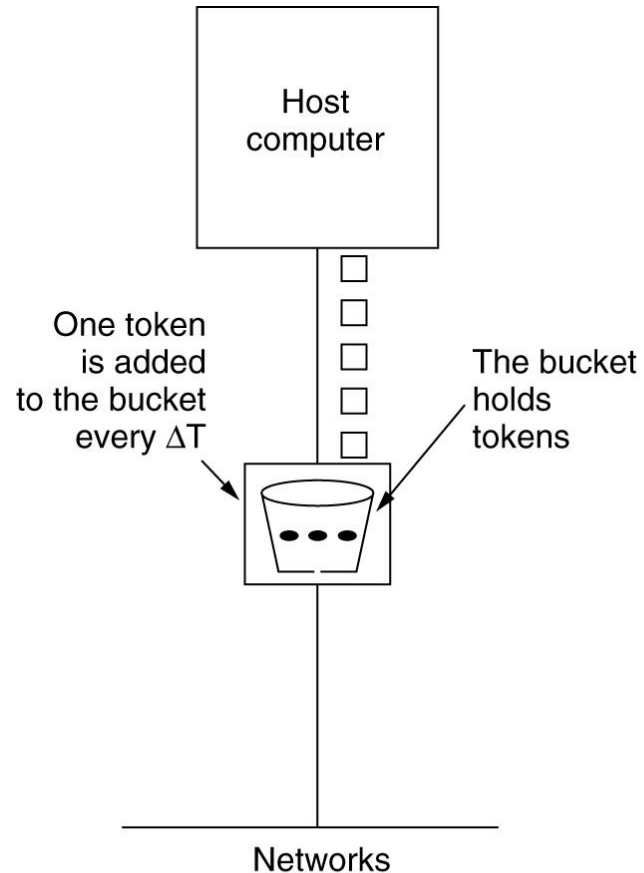 Host
computer
One token
is added
to the bucket
every ΔT
The bucket
holds
tokens
Networks